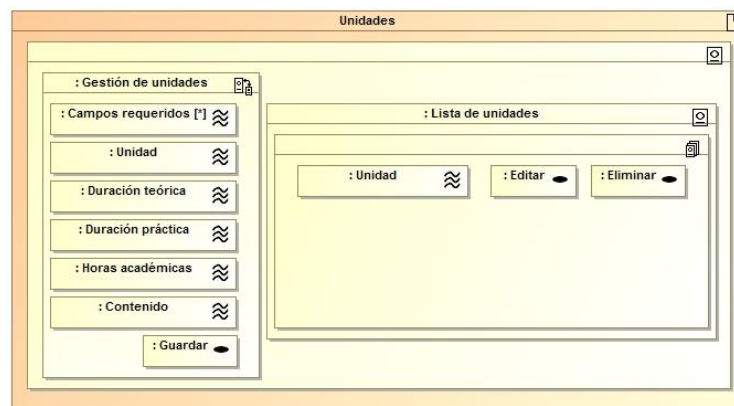 Unidades
: Gestión de unidades
: Campos requeridos [*]
: Unidad
: Duración teórica
: Duración práctica
: Horas académicas
: Contenido
: Guardar
: Lista de unidades
: Unidad
: Editar
: Eliminar